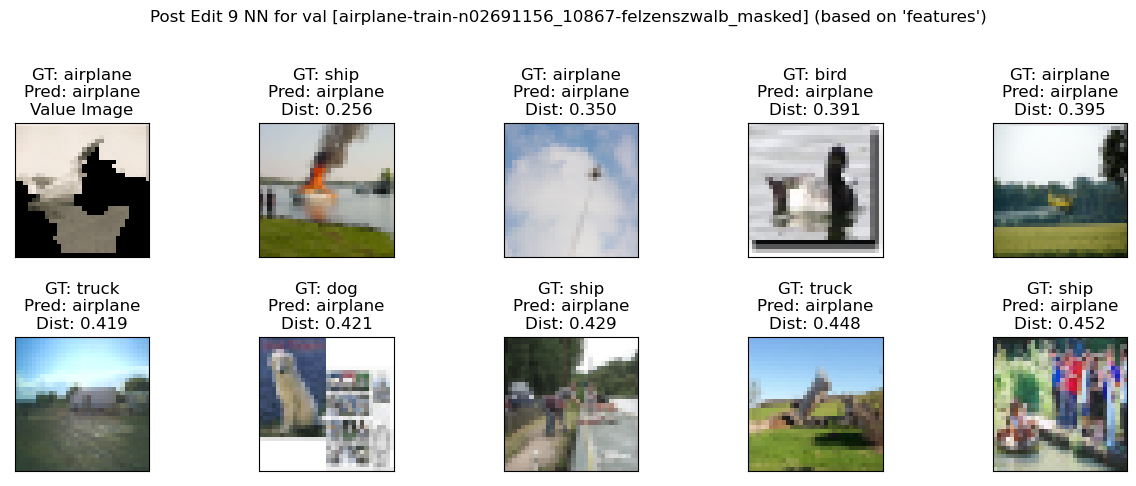 Post Edit 9 NN for val [airplane-train-n02691156_10867-felzenszwalb_masked] (based on 'features')
GT: airplane
Pred: airplane
Value Image
GT: ship
Pred: airplane
Dist: 0.256
GT: airplane
Pred: airplane
Dist: 0.350
GT: bird
Pred: airplane
Dist: 0.391
GT: airplane
Pred: airplane
Dist: 0.395
GT: truck
Pred: airplane
Dist: 0.419
GT: dog
Pred: airplane
Dist: 0.421
GT: ship
Pred: airplane
Dist: 0.429
GT: truck
Pred: airplane
Dist: 0.448
GT: ship
Pred: airplane
Dist: 0.452